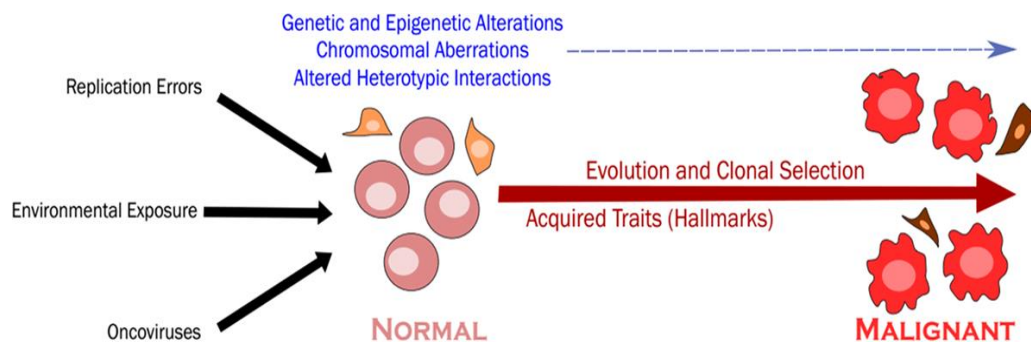 Genetic and Epigenetic Alterations
Chromosomal Aberrations
Altered Heterotypic Interactions
Replication Errors
Environmental Exposure
Oncoviruses
Evolution and Clonal Selection
Acquired Traits (Hallmarks)
NORMAL
MALIGNANT